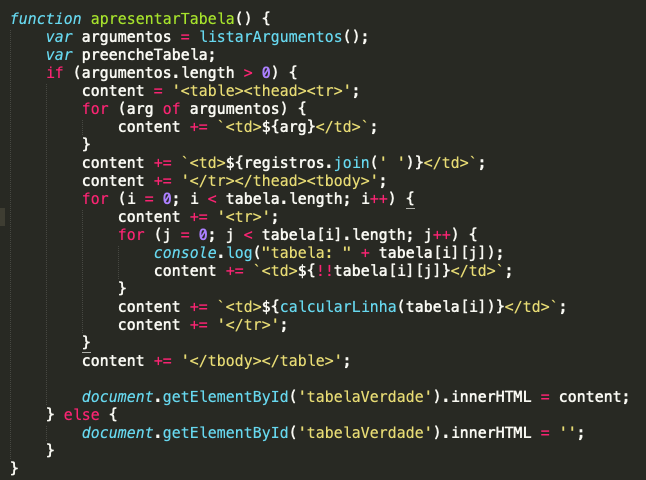 function apresentarTabela() {
    var argumentos = listarArgumentos();
    var preencheTabela;
    if (argumentos.length > 0) {
        content = '<table><thead><tr>';
        for (arg of argumentos) {
            content += `<td>${arg}</td>`;
        }
        content += `<td>${registros.join(' ')}</td>`;
        content += '</tr></thead><tbody>';
        for (i = 0; i < tabela.length; i++) {
            content += '<tr>';
            for (j = 0; j < tabela[i].length; j++) {
                console.log("tabela: " + tabela[i][j]);
                content += `<td>${!!tabela[i][j]}</td>`;
            }
            content += `<td>${calcularLinha(tabela[i])}</td>`;
            content += '</tr>';
        }
        content += '</tbody></table>';

        document.getElementById('tabelaVerdade').innerHTML = content;
    } else {
        document.getElementById('tabelaVerdade').innerHTML = '';
    }
}